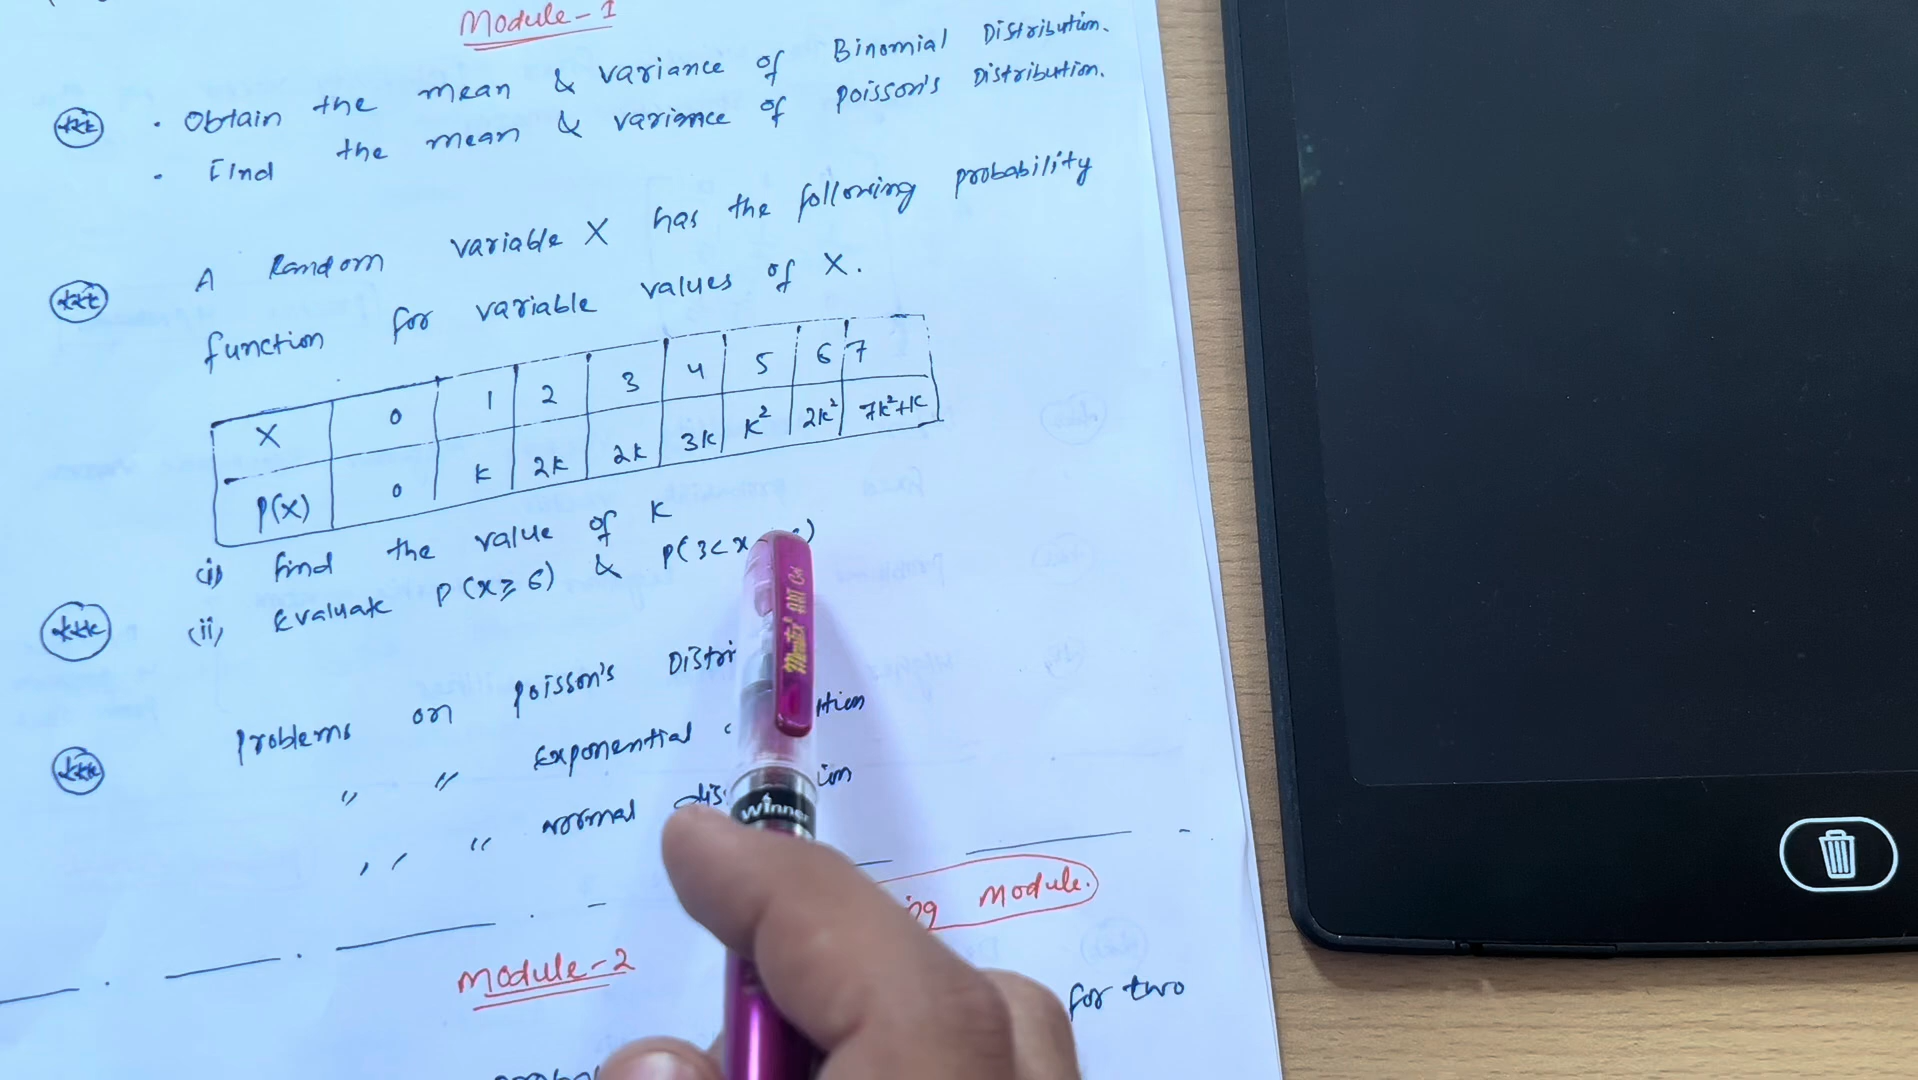 Module-1
• Obtain the mean & variance of Binomial Distribution.
• Find the mean & variance of poisson's Distribution.
A Random variable X has the following probability
function for variable values of X.
X 0 1 2 3 4 5 6 7
P(X) 0 k 2k 2k 3k k² 2k² 7k²+k
(i) find the value of k
(ii) Evaluate P(x≥6) & P(3<x
Problems on poisson's
" " Exponential
" " normal
Module.
Module-2
for two
Montex
Winner